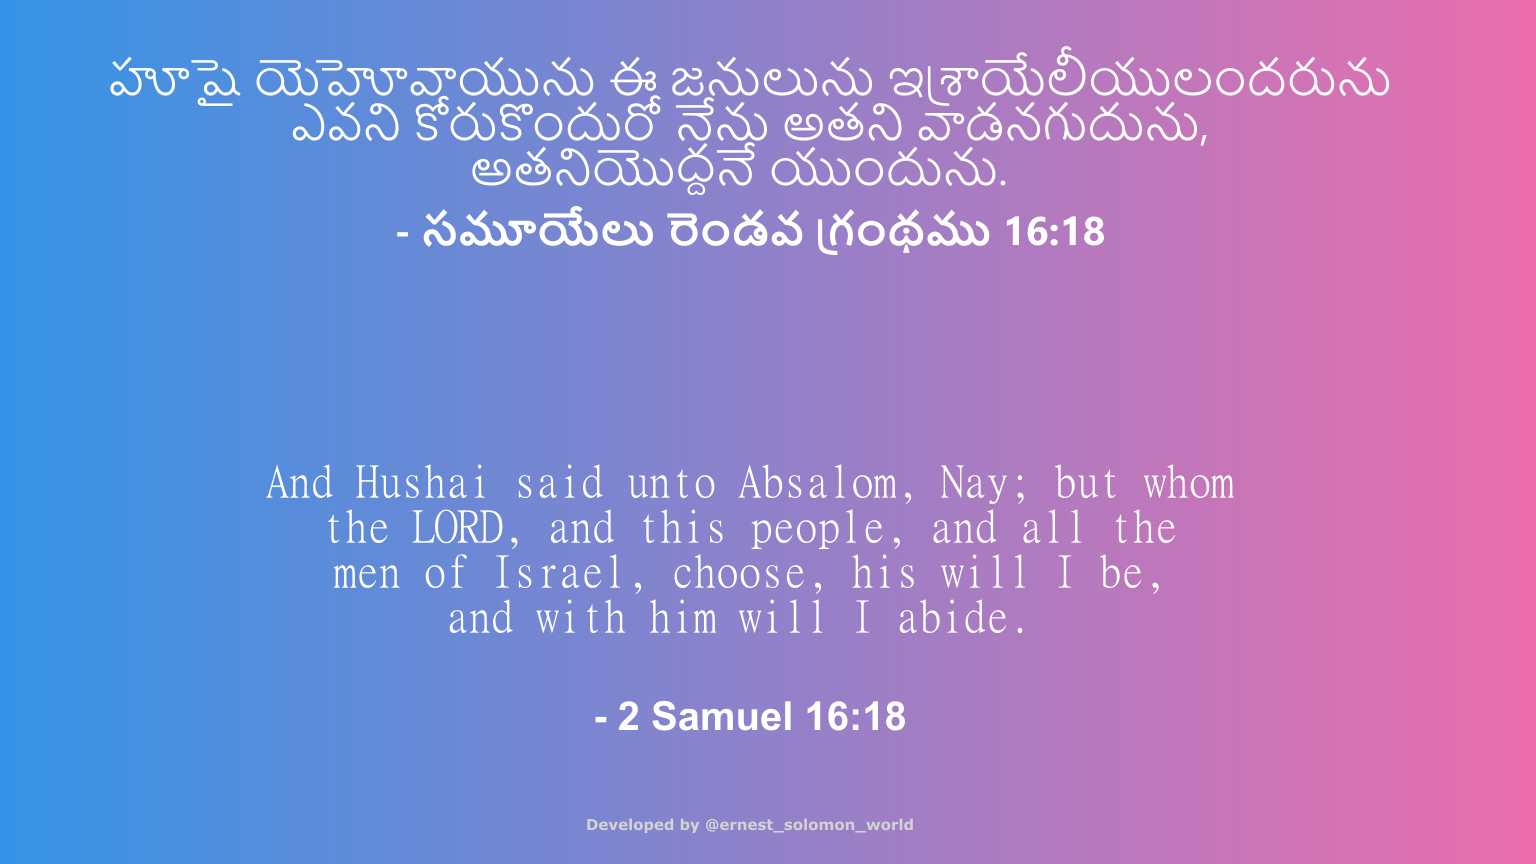 హూషై యెహోవాయును ఈ జనులును ఇశ్రాయేలీయులందరును
ఎవని కోరుకొందురో నేను అతని వాడనగుదును,
అతనియొద్దనే యుందును.
- సమూయేలు రెండవ గ్రంథము 16:18
And Hushai said unto Absalom, Nay; but whom
the LORD, and this people, and all the
men of Israel, choose, his will I be,
and with him will I abide.
- 2 Samuel 16:18
Developed by @ernest_solomon_world